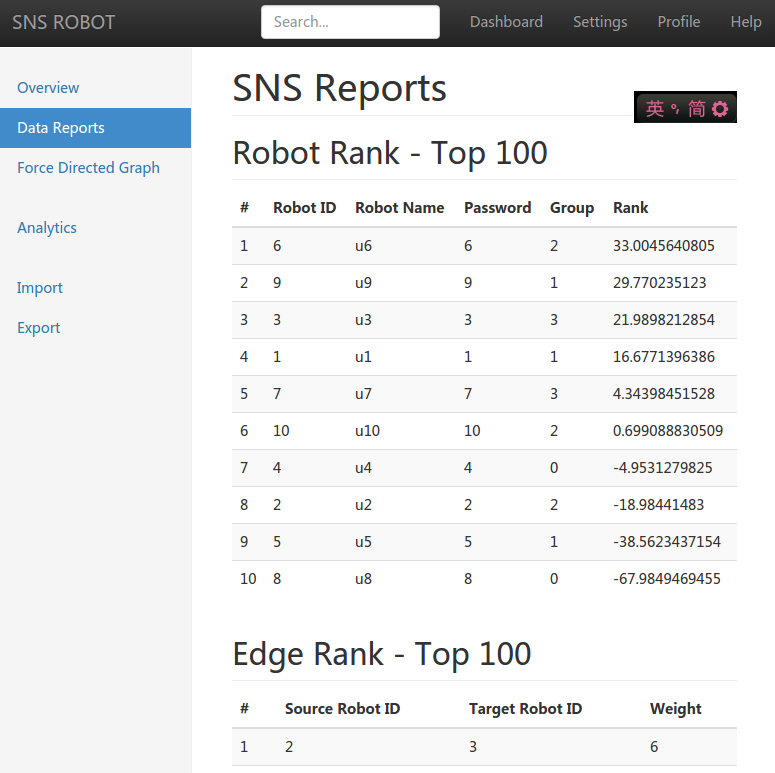 SNS ROBOT Search... Dashboard Settings Profile Help
Overview
Data Reports
Force Directed Graph
Analytics
Import
Export
SNS Reports
英 °, 简
Robot Rank - Top 100
# Robot ID Robot Name Password Group Rank
1 6 u6 6 2 33.0045640805
2 9 u9 9 1 29.770235123
3 3 u3 3 3 21.9898212854
4 1 u1 1 1 16.6771396386
5 7 u7 7 3 4.34398451528
6 10 u10 10 2 0.699088830509
7 4 u4 4 0 -4.9531279825
8 2 u2 2 2 -18.98441483
9 5 u5 5 1 -38.5623437154
10 8 u8 8 0 -67.9849469455
Edge Rank - Top 100
# Source Robot ID Target Robot ID Weight
1 2 3 6